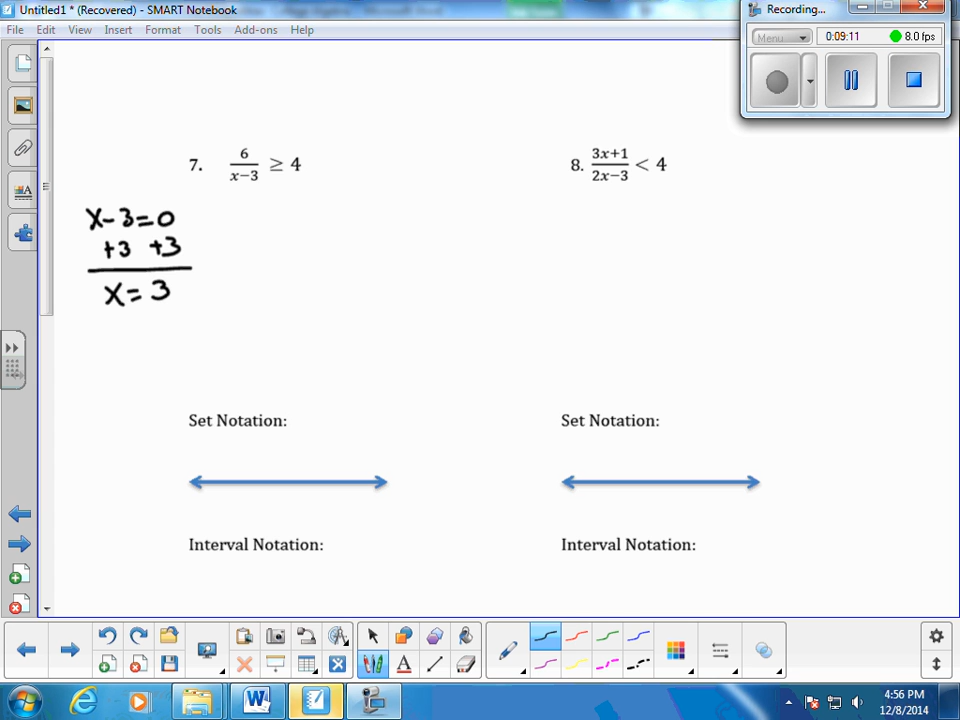 Untitled1 * (Recovered) - SMART Notebook
Recording...
File Edit View Insert Format Tools Add-ons Help
Menu 0:09:11 8.0 fps
7. 6/x−3 ≥ 4
8. 3x+1/2x−3 < 4
x-3=0
+3 +3
x=3
Set Notation:
Set Notation:
Interval Notation:
Interval Notation:
A
W
4:56 PM
12/8/2014